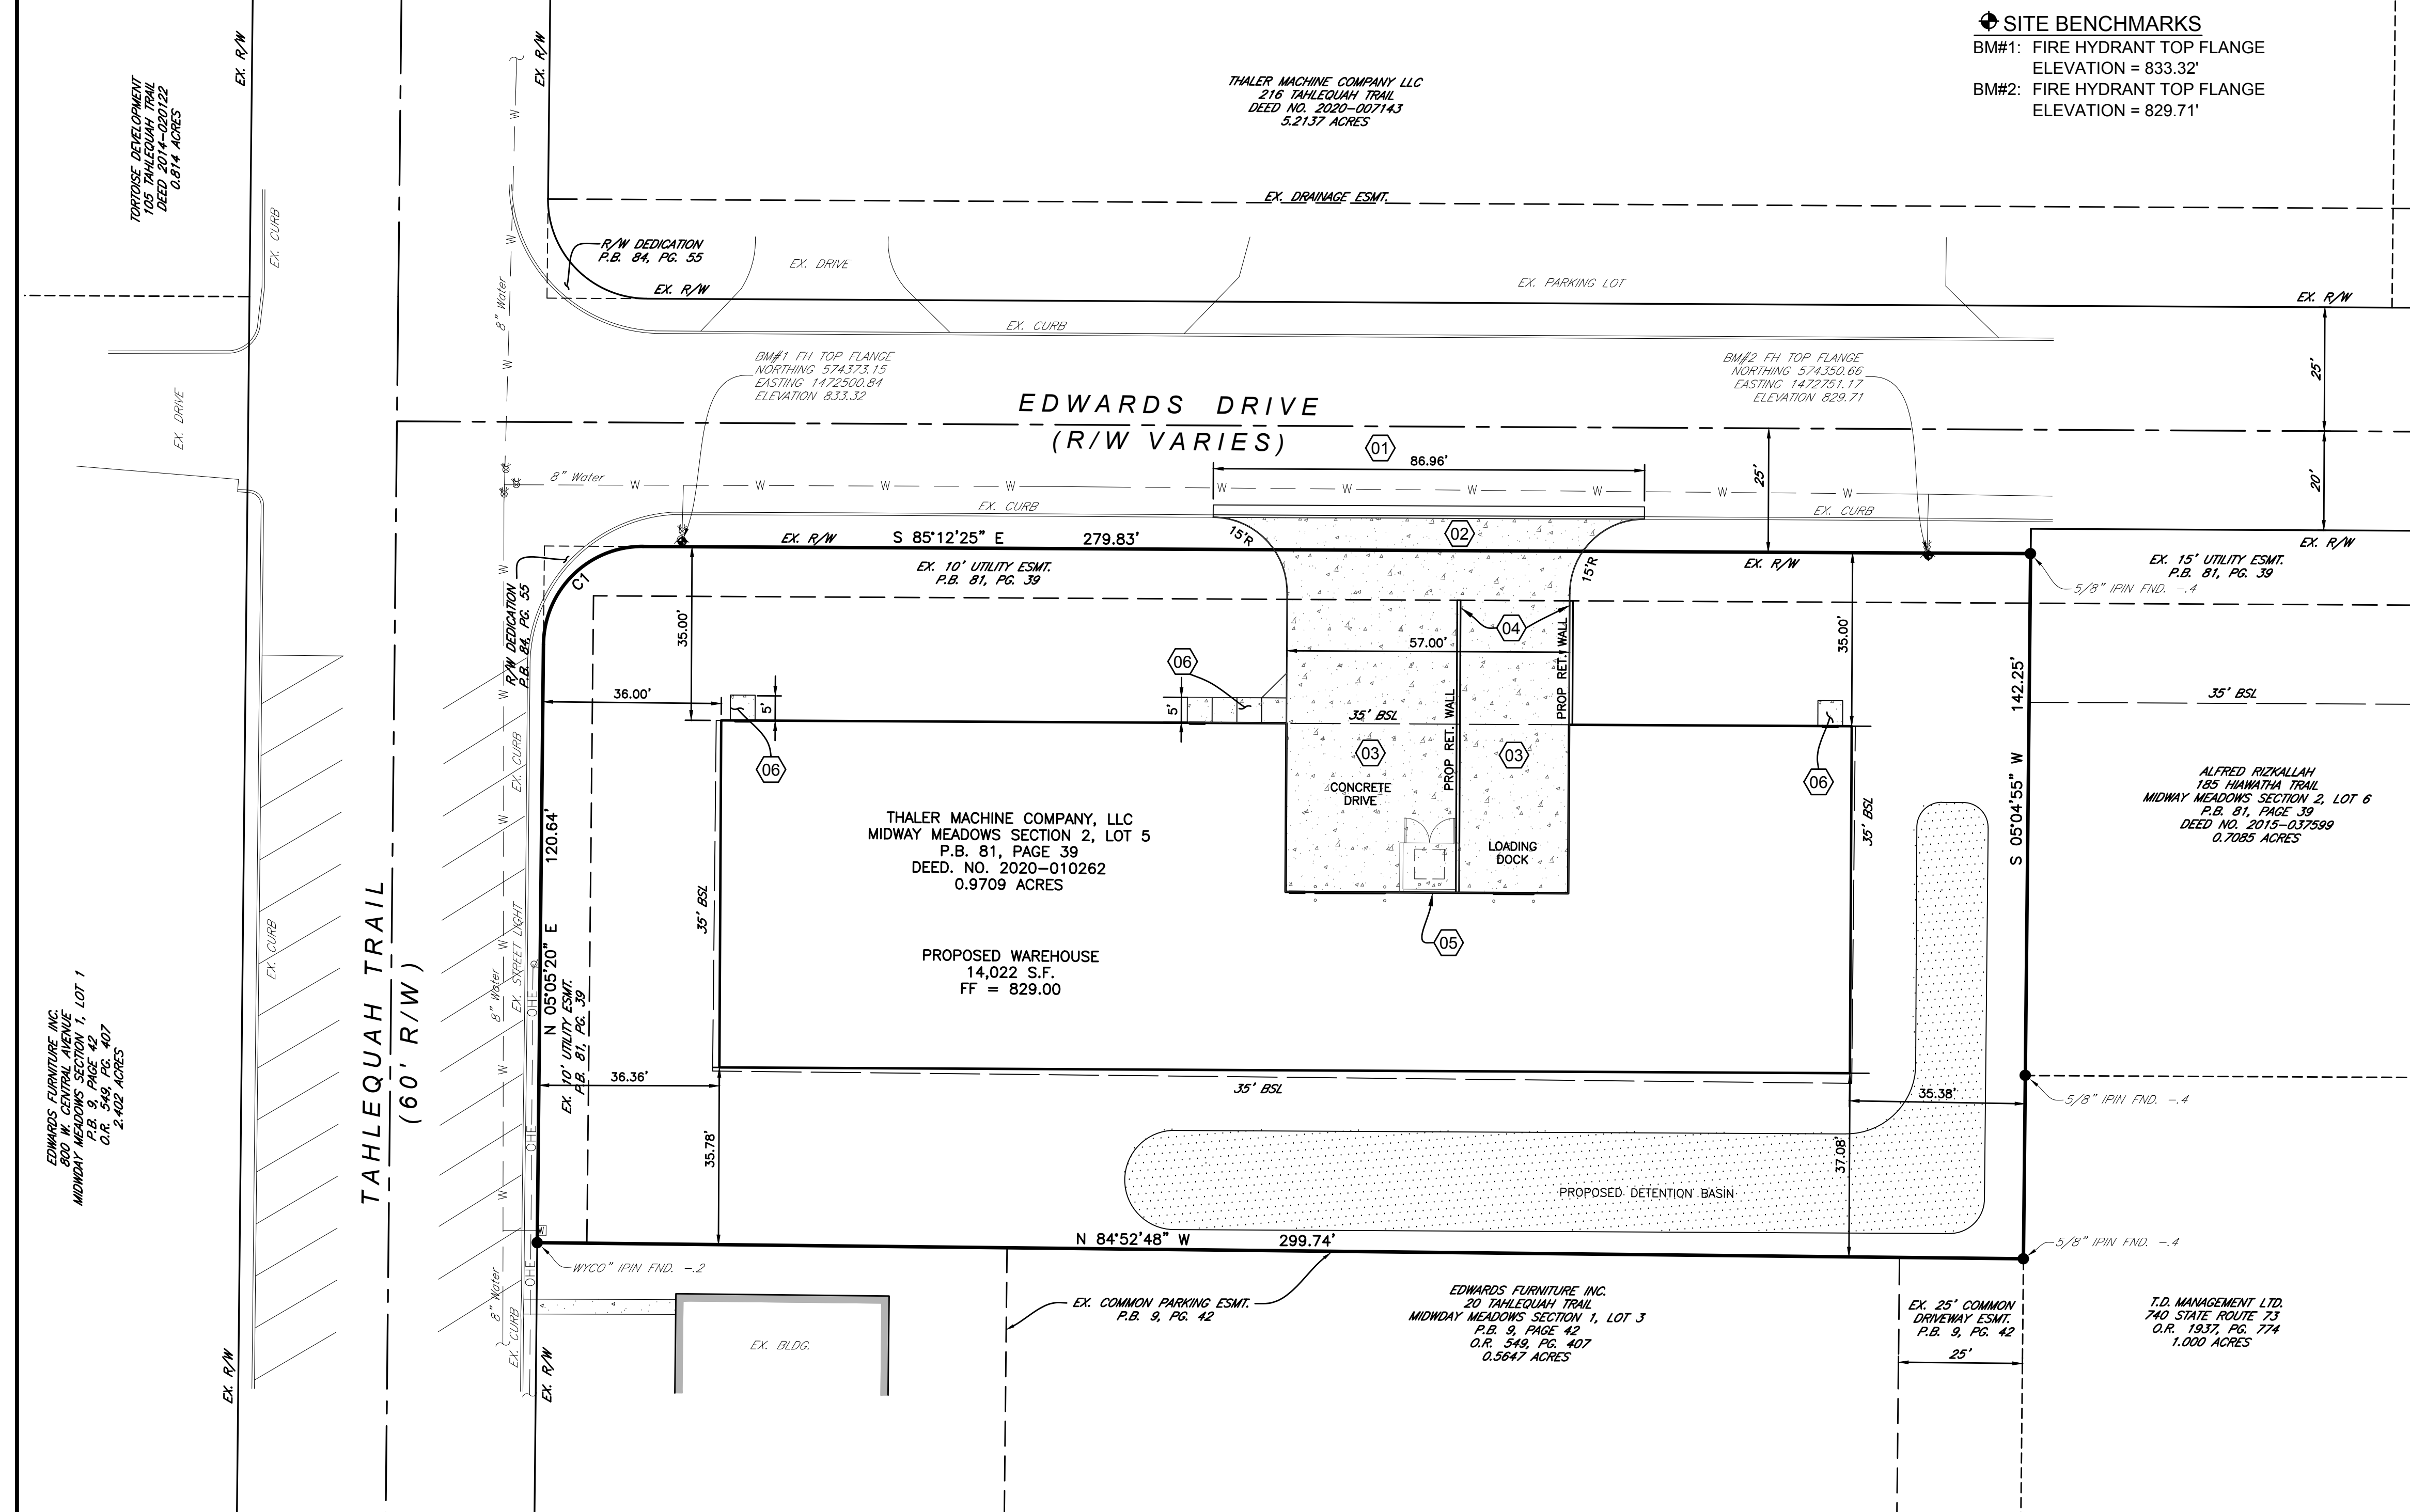 SITE BENCHMARKS
BM#1: FIRE HYDRANT TOP FLANGE
ELEVATION = 833.32'
BM#2: FIRE HYDRANT TOP FLANGE
ELEVATION = 829.71'
EX. R/W
EX. R/W
TORTOISE DEVELOPMENT
105 TAHLEQUAH TRAIL
DEED 2014-020122
0.814 ACRES
THALER MACHINE COMPANY LLC
216 TAHLEQUAH TRAIL
DEED NO. 2020-007143
5.2137 ACRES
W
W
EX. CURB
EX. DRAINAGE ESMT.
R/W DEDICATION
P.B. 84, PG. 55
EX. DRIVE
EX. PARKING LOT
EX. R/W
EX. R/W
8" Water
EX. CURB
W
BM#1 FH TOP FLANGE
NORTHING 574373.15
EASTING 1472500.84
ELEVATION 833.32
BM#2 FH TOP FLANGE
NORTHING 574350.66
EASTING 1472751.17
ELEVATION 829.71
25'
EX. DRIVE
EDWARDS DRIVE
(R/W VARIES)
01
86.96'
25'
20'
8" Water
W W W W W W W W W W
EX. CURB
EX. CURB
02
EX. R/W
S 85°12'25" E 279.83'
15'R
15'R
EX. R/W
EX. R/W
EX. 10' UTILITY ESMT.
P.B. 81, PG. 39
EX. 15' UTILITY ESMT.
P.B. 81, PG. 39
5/8" IPIN FND. -.4
C1
W
R/W DEDICATION
P.B. 84, PG. 55
35.00'
04
57.00'
35.00'
PROP RET. WALL
PROP RET. WALL
06
36.00'
5'
5'
35' BSL
35' BSL
S 05°04'55" W 142.25'
W
EX. CURB
06
03
03
06
CONCRETE
DRIVE
LOADING
DOCK
ALFRED RIZKALLAH
185 HIAWATHA TRAIL
MIDWAY MEADOWS SECTION 2, LOT 6
P.B. 81, PAGE 39
DEED NO. 2015-037599
0.7085 ACRES
THALER MACHINE COMPANY, LLC
MIDWAY MEADOWS SECTION 2, LOT 5
P.B. 81, PAGE 39
DEED. NO. 2020-010262
0.9709 ACRES
35' BSL
35' BSL
05
N 05°05'20" E 120.64'
PROPOSED WAREHOUSE
14,022 S.F.
FF = 829.00
TAHLEQUAH TRAIL
(60' R/W)
EX. CURB
W
8" Water
W
EX. STREET LIGHT
OHE
OHE
EX. 10' UTILITY ESMT.
P.B. 81, PG. 39
36.36'
35' BSL
35.38'
5/8" IPIN FND. -.4
EDWARDS FURNITURE INC.
800 W. CENTRAL AVENUE
MIDWDAY MEADOWS SECTION 1, LOT 1
P.B. 9, PAGE 42
O.R. 549, PG. 407
2.402 ACRES
35.78'
37.08'
PROPOSED DETENTION BASIN
W
W
N 84°52'48" W 299.74'
5/8" IPIN FND. -.4
WYCO" IPIN FND. -.2
OHE
8" Water
EX. CURB
EX. COMMON PARKING ESMT.
P.B. 9, PG. 42
EDWARDS FURNITURE INC.
20 TAHLEQUAH TRAIL
MIDWDAY MEADOWS SECTION 1, LOT 3
P.B. 9, PAGE 42
O.R. 549, PG. 407
0.5647 ACRES
EX. 25' COMMON
DRIVEWAY ESMT.
P.B. 9, PG. 42
25'
T.D. MANAGEMENT LTD.
740 STATE ROUTE 73
O.R. 1937, PG. 774
1.000 ACRES
EX. BLDG.
EX. R/W
EX. R/W